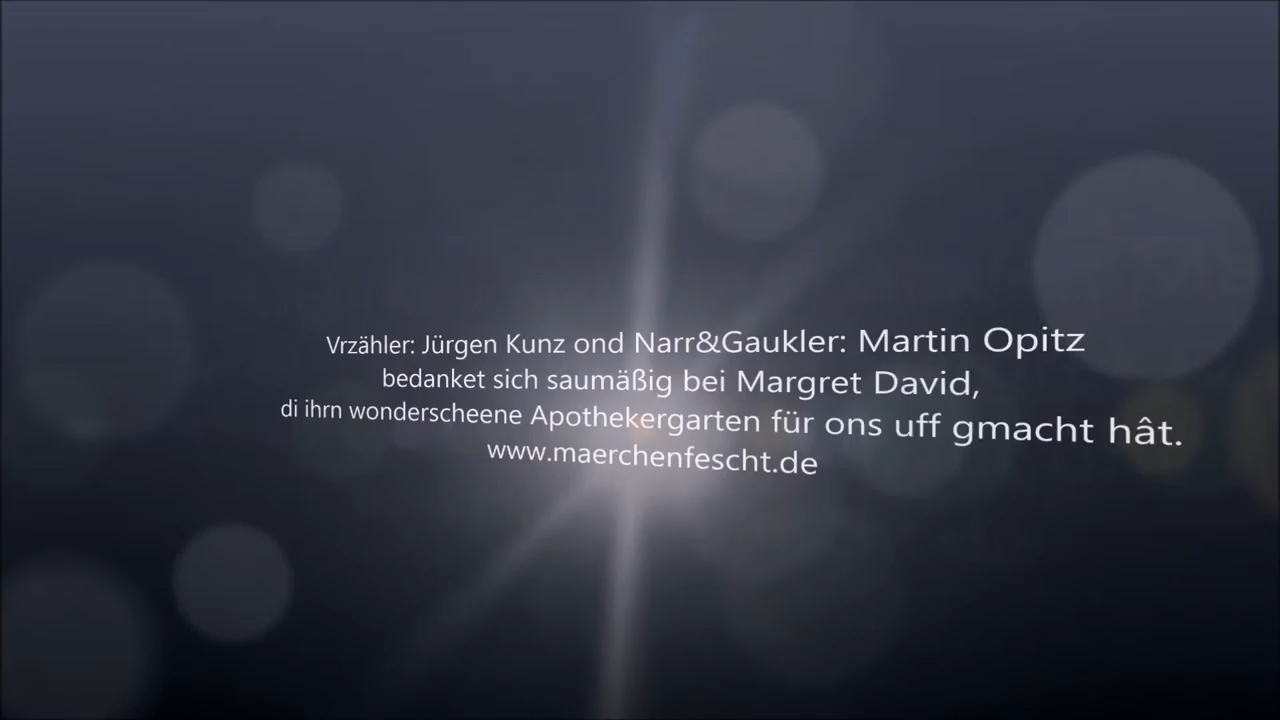 Vrzähler: Jürgen Kunz ond Narr&Gaukler: Martin Opitz
bedanket sich saumäßig bei Margret David,
di ihrn wonderscheene Apothekergarten für ons uff gmacht hât.
www.maerchenfescht.de